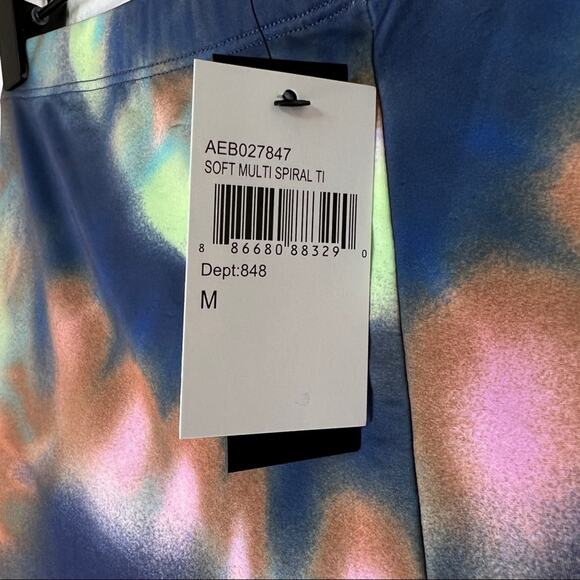 AEB027847
SOFT MULTI SPIRAL TI
8 86680 88329 0
Dept:848
M